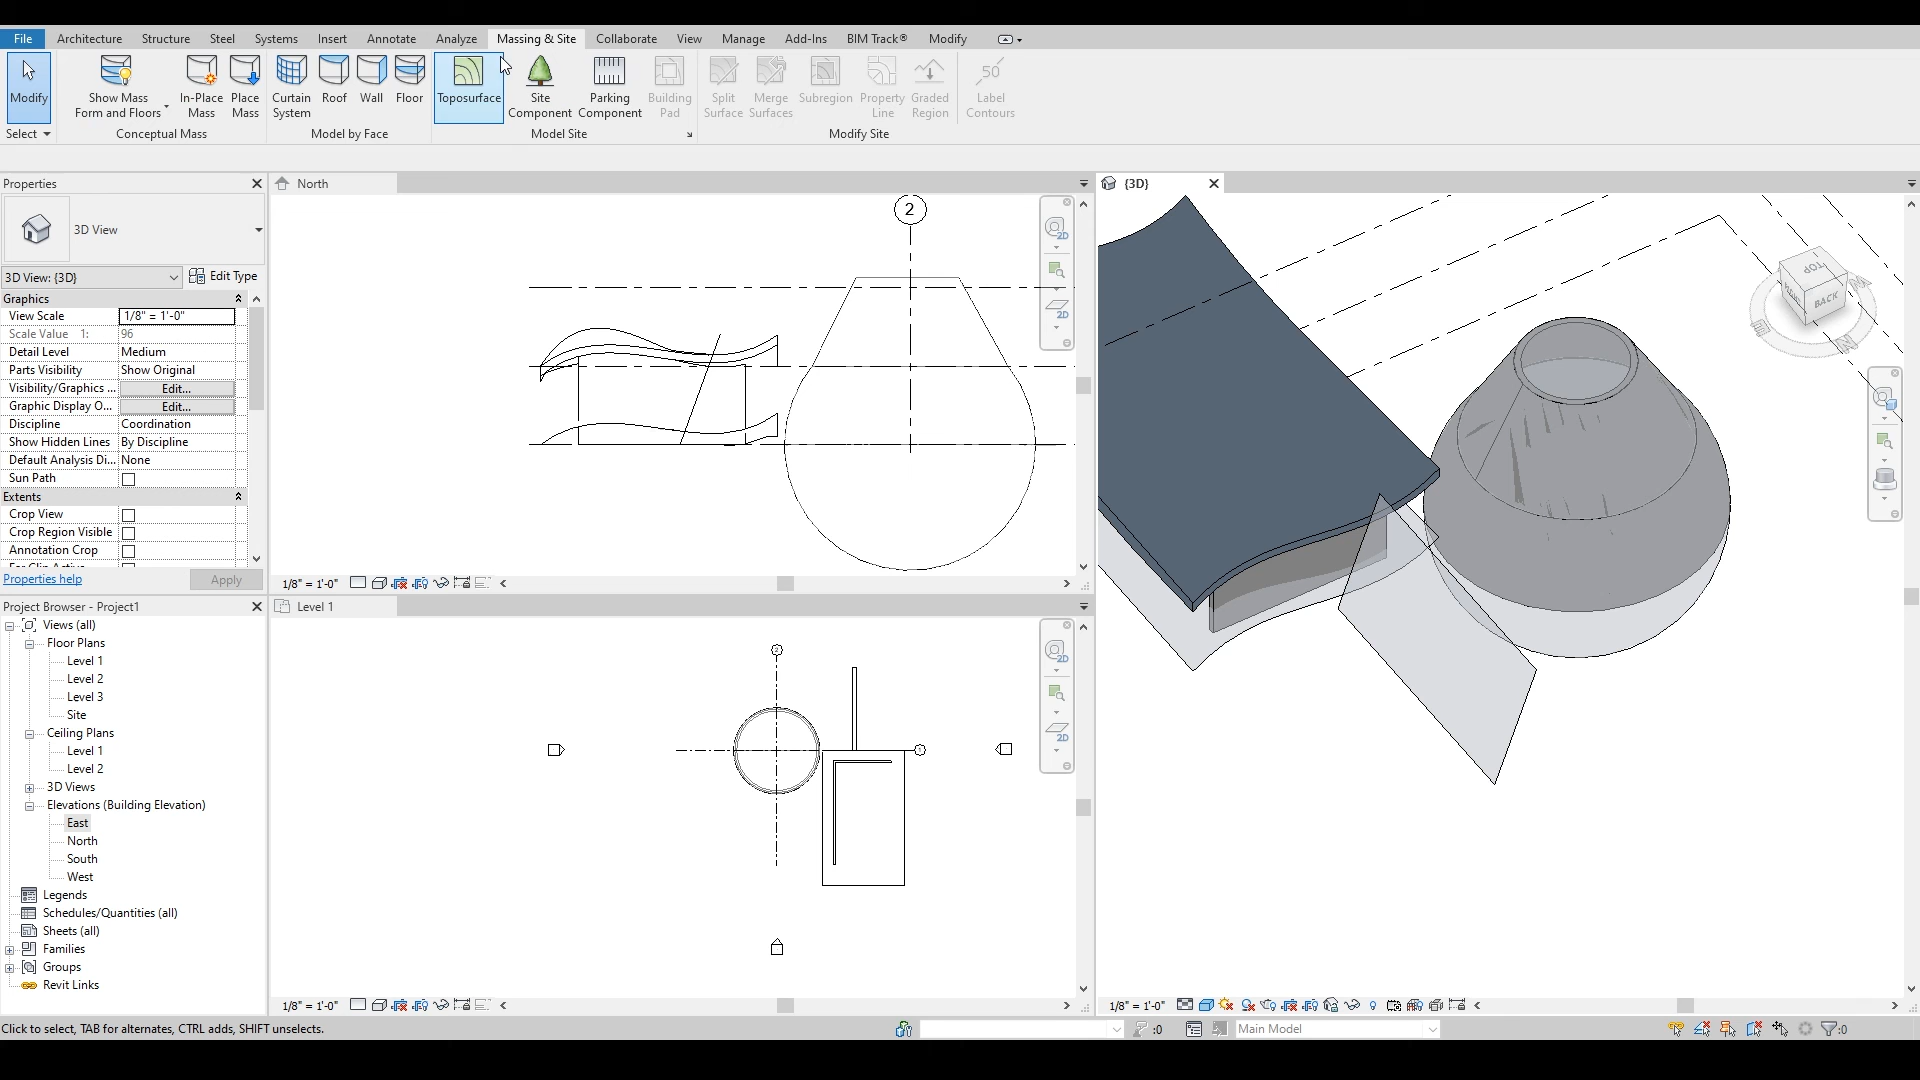 File Architecture Structure Steel Systems Insert Annotate Analyze Massing & Site Collaborate View Manage Add-Ins BIM Track® Modify
Modify
Show Mass
Form and Floors
In-Place
Mass
Place
Mass
Curtain
System
Roof
Wall
Floor
Toposurface
Site
Component
Parking
Component
Building
Pad
Split
Surface
Merge
Surfaces
Subregion
Property
Line
Graded
Region
50
Label
Contours
Select
Conceptual Mass
Model by Face
Model Site
Modify Site
Properties
3D View
3D View: {3D}
Edit Type
Graphics
View Scale 1/8" = 1'-0"
Scale Value 1: 96
Detail Level Medium
Parts Visibility Show Original
Visibility/Graphics ... Edit...
Graphic Display O... Edit...
Discipline Coordination
Show Hidden Lines By Discipline
Default Analysis Di... None
Sun Path
Extents
Crop View
Crop Region Visible
Annotation Crop
Properties help
Apply
Project Browser - Project1
Views (all)
Floor Plans
Level 1
Level 2
Level 3
Site
Ceiling Plans
Level 1
Level 2
3D Views
Elevations (Building Elevation)
East
North
South
West
Legends
Schedules/Quantities (all)
Sheets (all)
Families
Groups
Revit Links
North
2
2D
2D
1/8" = 1'-0"
Level 1
2D
2D
1/8" = 1'-0"
{3D}
TOP
BACK
1/8" = 1'-0"
Click to select, TAB for alternates, CTRL adds, SHIFT unselects.
:0
Main Model
:0